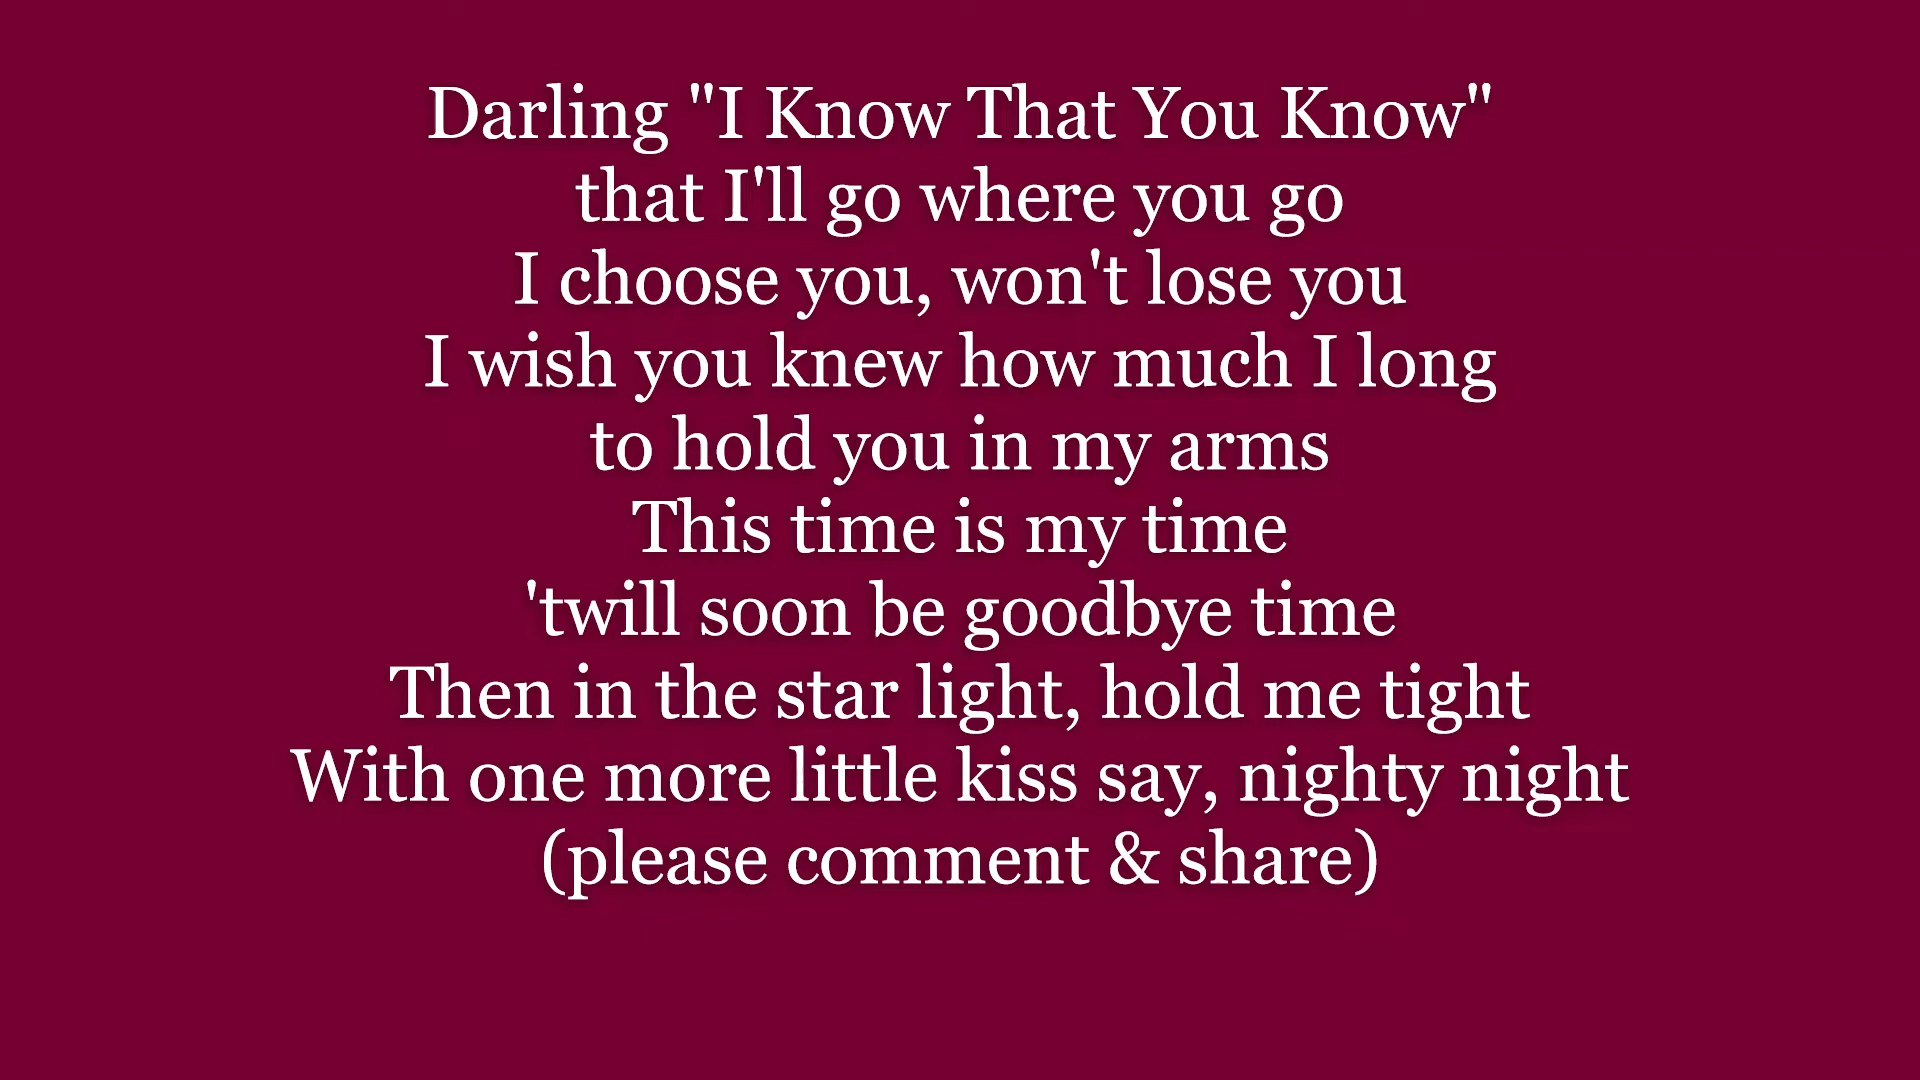 Darling "I Know That You Know"
that I'll go where you go
I choose you, won't lose you
I wish you knew how much I long
to hold you in my arms
This time is my time
'twill soon be goodbye time
Then in the star light, hold me tight
With one more little kiss say, nighty night
(please comment & share)